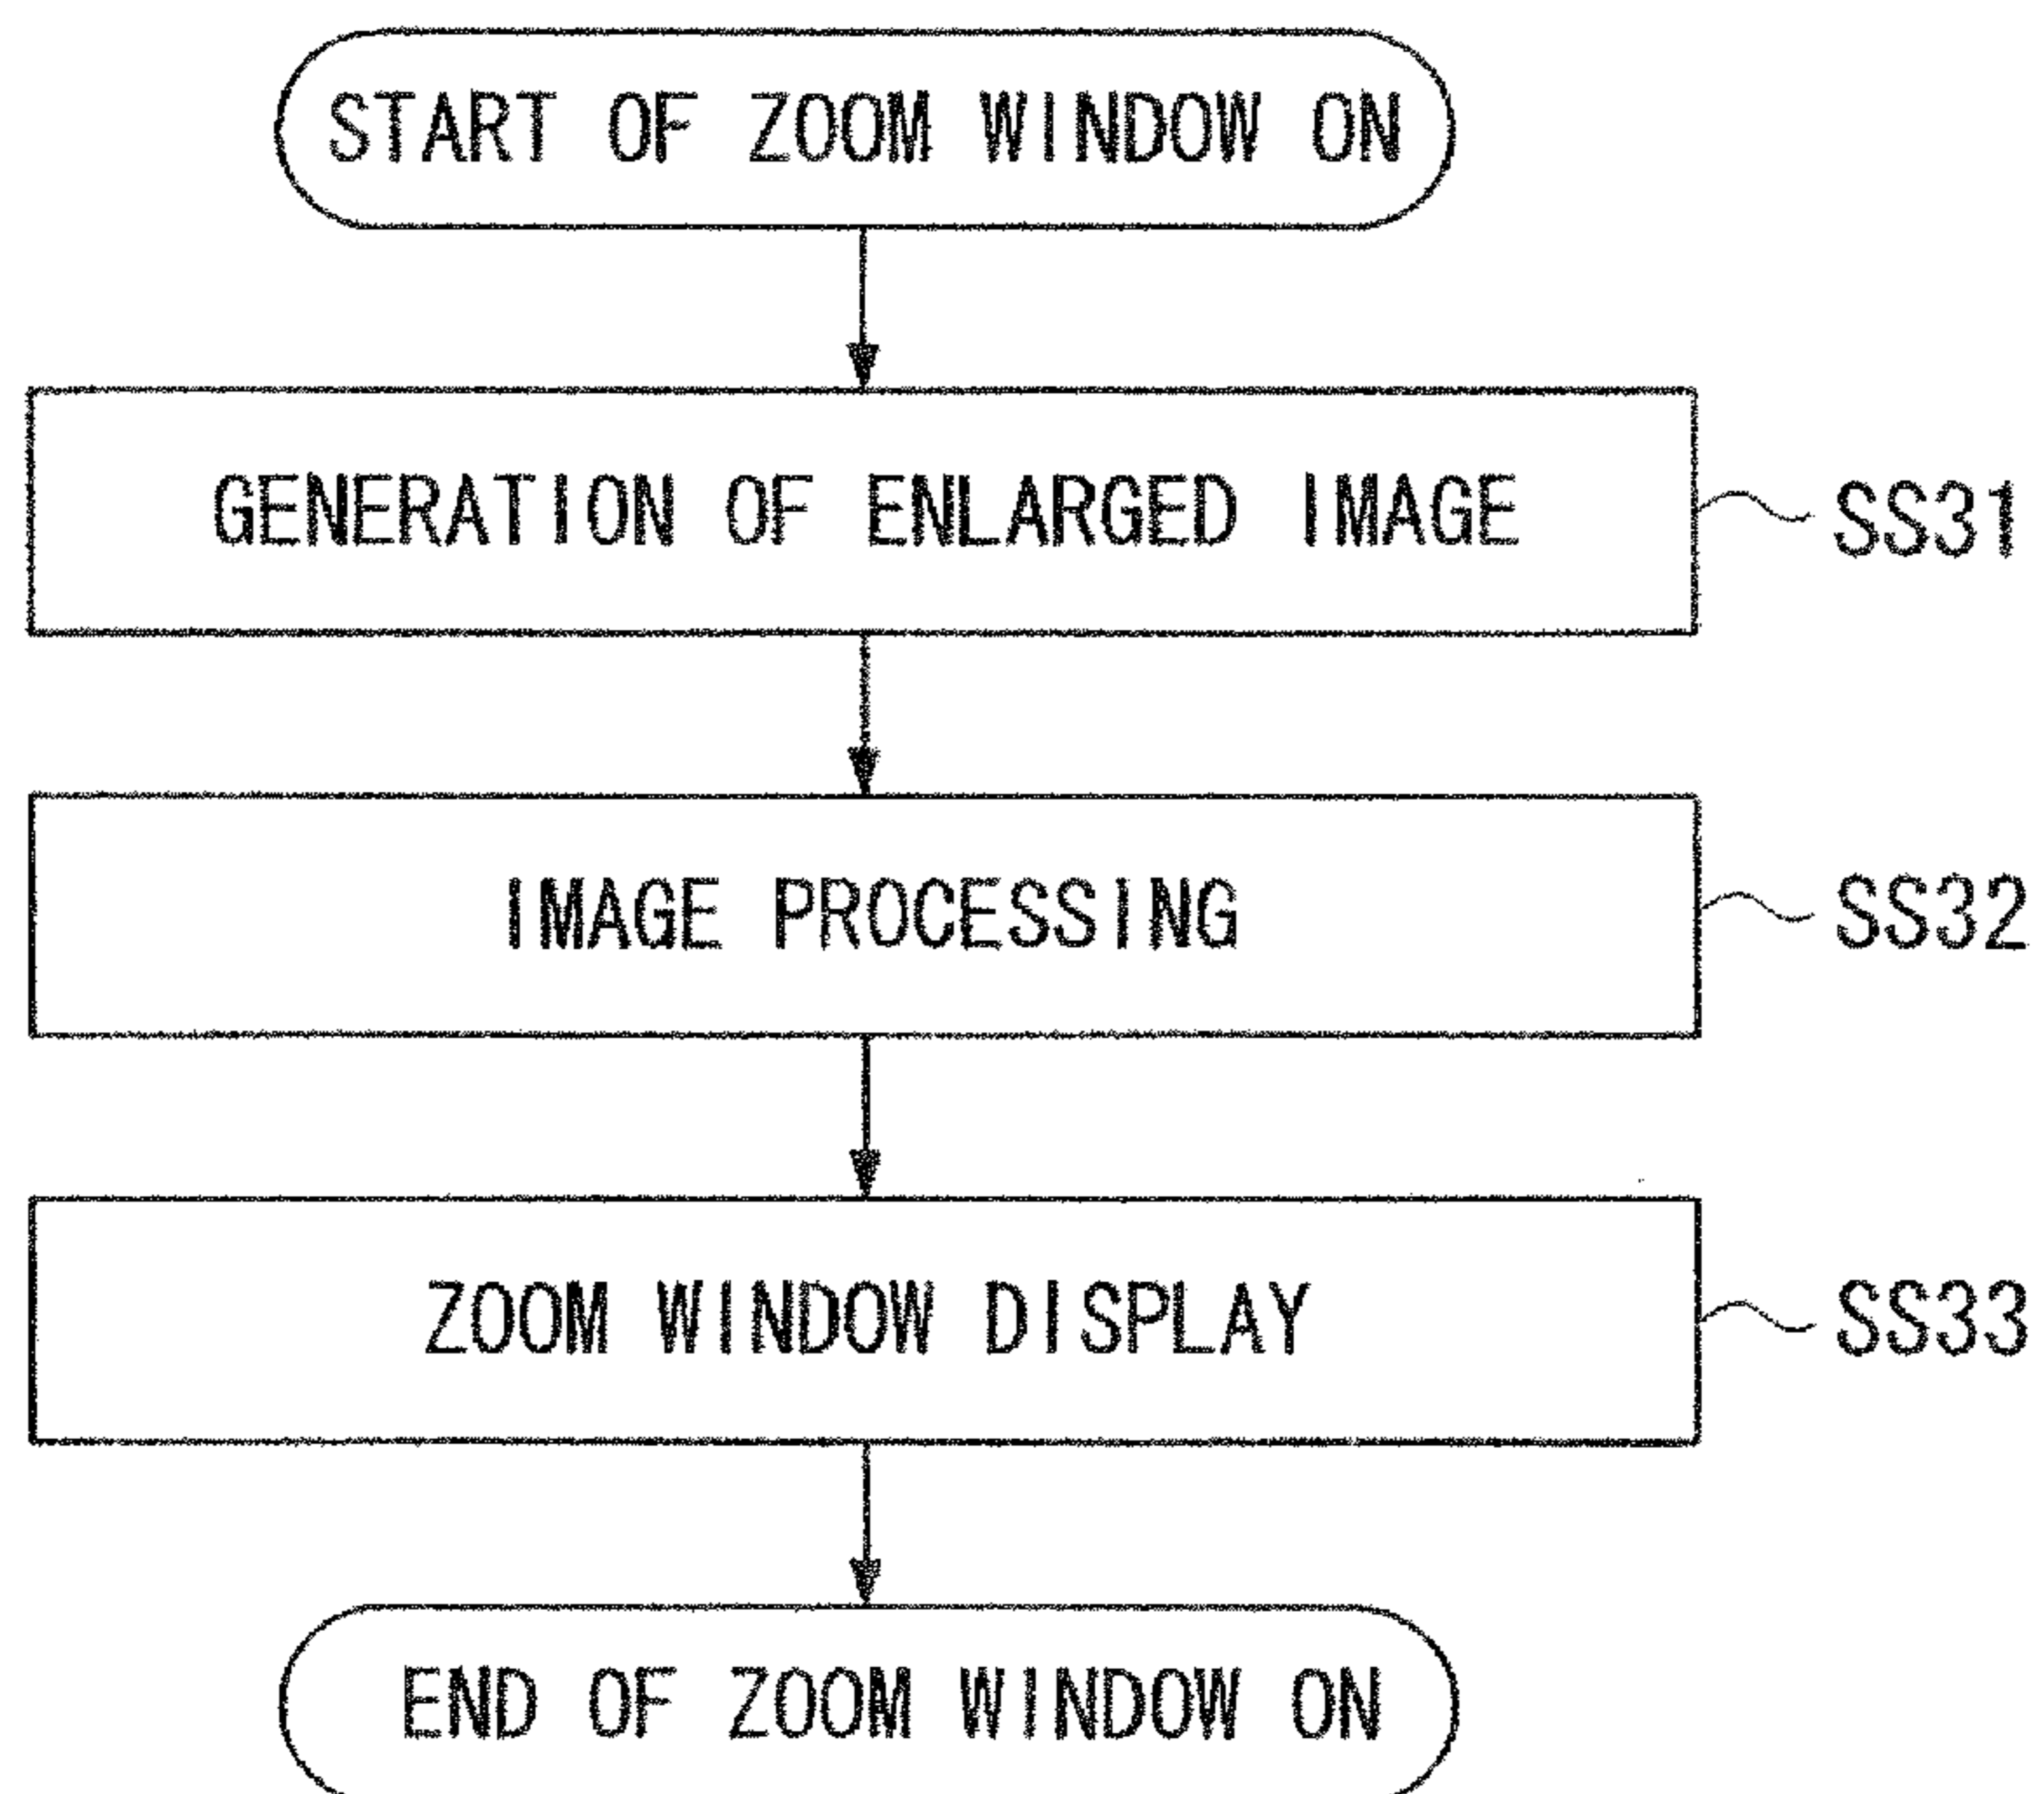 START OF ZOOM WINDOW ON
GENERATION OF ENLARGED IMAGE
SS31
IMAGE PROCESSING
SS32
ZOOM WINDOW DISPLAY
SS33
END OF ZOOM WINDOW ON